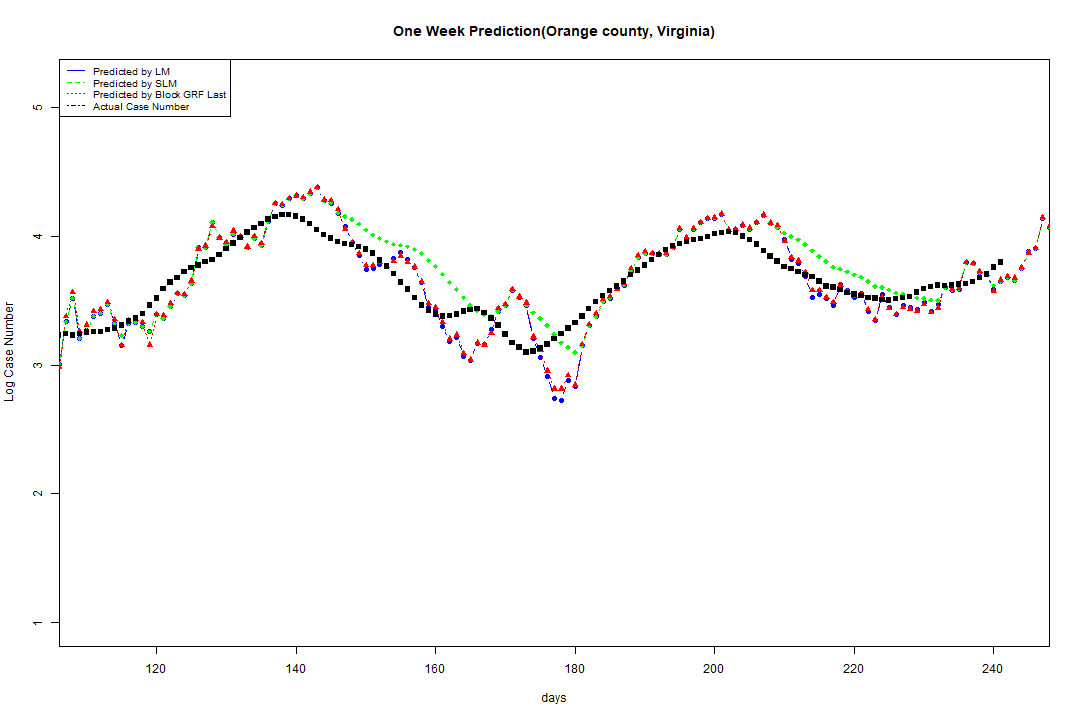 One Week Prediction(Orange county, Virginia)
Predicted by LM
Predicted by SLM
Predicted by Block GRF Last
Actual Case Number
5
4
3
2
1
Log Case Number
120 140 160 180 200 220 240
days